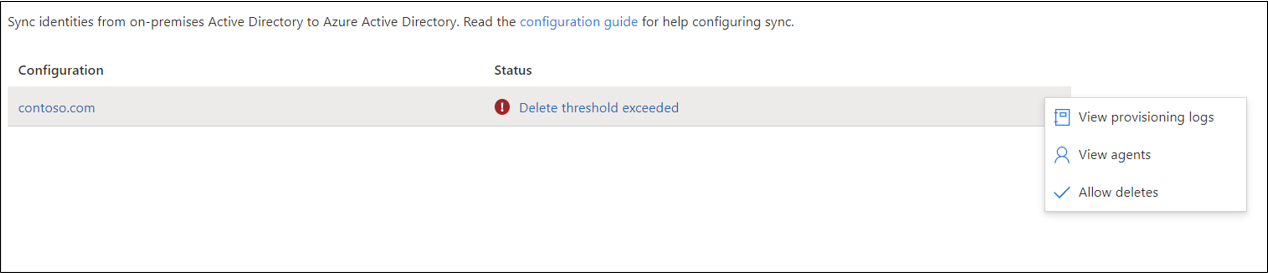 Sync identities from on-premises Active Directory to Azure Active Directory. Read the configuration guide for help configuring sync.
Configuration Status
contoso.com Delete threshold exceeded
View provisioning logs
View agents
Allow deletes